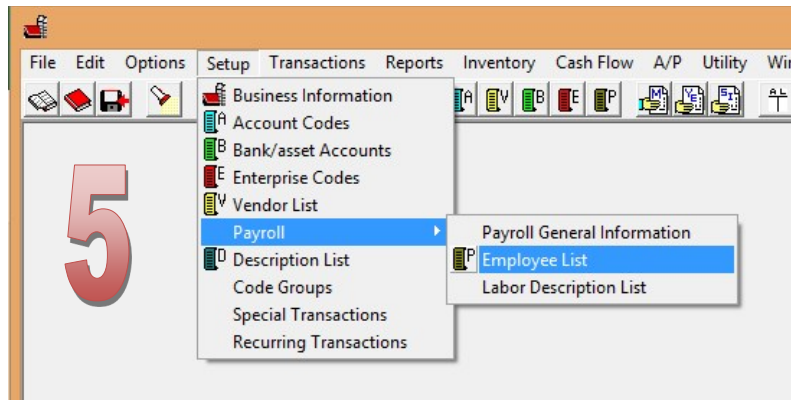 File Edit Options Setup Transactions Reports Inventory Cash Flow A/P Utility
A V B E P M YE SI
Business Information
A Account Codes
B Bank/asset Accounts
E Enterprise Codes
V Vendor List
Payroll
Payroll General Information
D Description List
P Employee List
Code Groups
Labor Description List
Special Transactions
Recurring Transactions
5